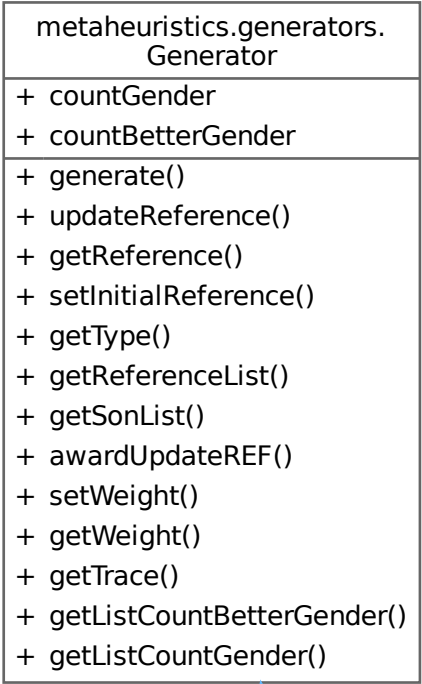 metaheuristics.generators.
Generator
+ countGender
+ countBetterGender
+ generate()
+ updateReference()
+ getReference()
+ setInitialReference()
+ getType()
+ getReferenceList()
+ getSonList()
+ awardUpdateREF()
+ setWeight()
+ getWeight()
+ getTrace()
+ getListCountBetterGender()
+ getListCountGender()